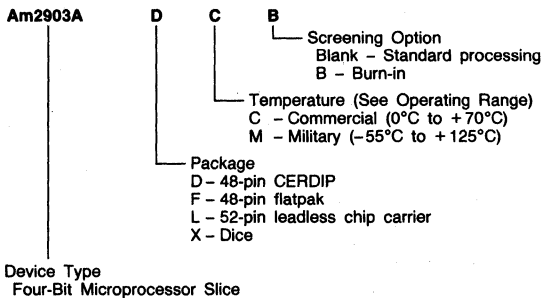 Am2903A D C B
Screening Option
Blank – Standard processing
B – Burn-in
Temperature (See Operating Range)
C – Commercial (0°C to +70°C)
M – Military (–55°C to +125°C)
Package
D – 48-pin CERDIP
F – 48-pin flatpak
L – 52-pin leadless chip carrier
X – Dice
Device Type
Four-Bit Microprocessor Slice